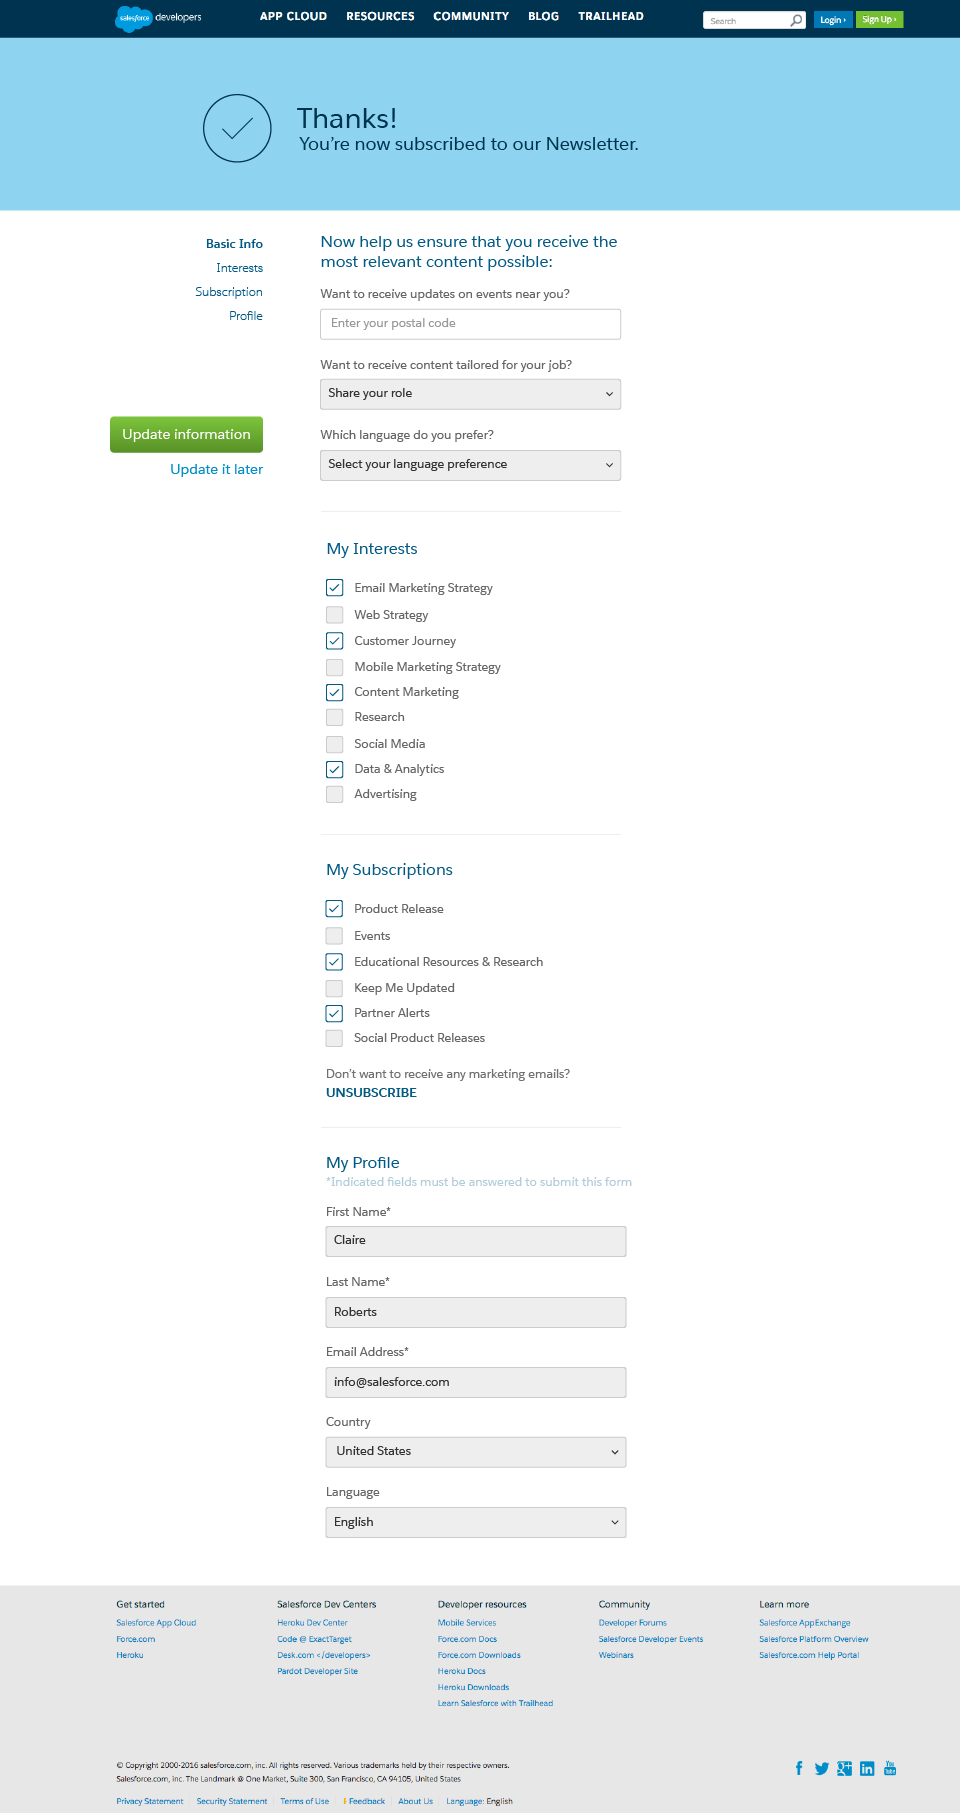 salesforce developers
APP CLOUD RESOURCES COMMUNITY BLOG TRAILHEAD
Search
Login ›
Sign Up ›
Thanks!
You're now subscribed to our Newsletter.
Basic Info
Interests
Subscription
Profile
Update information
Update it later
Now help us ensure that you receive the
most relevant content possible:
Want to receive updates on events near you?
Enter your postal code
Want to receive content tailored for your job?
Share your role
Which language do you prefer?
Select your language preference
My Interests
Email Marketing Strategy
Web Strategy
Customer Journey
Mobile Marketing Strategy
Content Marketing
Research
Social Media
Data & Analytics
Advertising
My Subscriptions
Product Release
Events
Educational Resources & Research
Keep Me Updated
Partner Alerts
Social Product Releases
Don't want to receive any marketing emails?
UNSUBSCRIBE
My Profile
*Indicated fields must be answered to submit this form
First Name*
Claire
Last Name*
Roberts
Email Address*
info@salesforce.com
Country
United States
Language
English
Get started
Salesforce App Cloud
Force.com
Heroku
Salesforce Dev Centers
Heroku Dev Center
Code @ ExactTarget
Desk.com </developers>
Pardot Developer Site
Developer resources
Mobile Services
Force.com Docs
Force.com Downloads
Heroku Docs
Heroku Downloads
Learn Salesforce with Trailhead
Community
Developer Forums
Salesforce Developer Events
Webinars
Learn more
Salesforce AppExchange
Salesforce Platform Overview
Salesforce.com Help Portal
© Copyright 2000-2016 salesforce.com, inc. All rights reserved. Various trademarks held by their respective owners.
Salesforce.com, inc. The Landmark @ One Market, Suite 300, San Francisco, CA 94105, United States
Privacy Statement Security Statement Terms of Use Feedback About Us Language: English